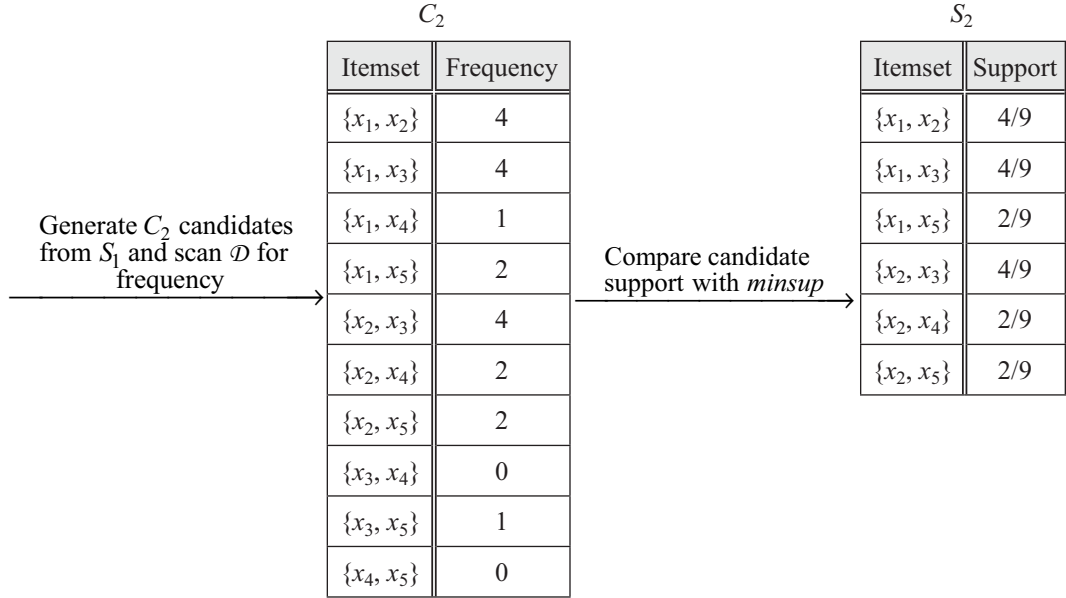 C2
S2
Itemset Frequency
Itemset Support
{x1, x2} 4
{x1, x2} 4/9
{x1, x3} 4
{x1, x3} 4/9
{x1, x4} 1
{x1, x5} 2/9
{x1, x5} 2
{x2, x3} 4/9
{x2, x3} 4
{x2, x4} 2/9
{x2, x4} 2
{x2, x5} 2/9
{x2, x5} 2
{x3, x4} 0
{x3, x5} 1
{x4, x5} 0
Generate C2 candidates
from S1 and scan 𝒟 for
frequency
Compare candidate
support with minsup